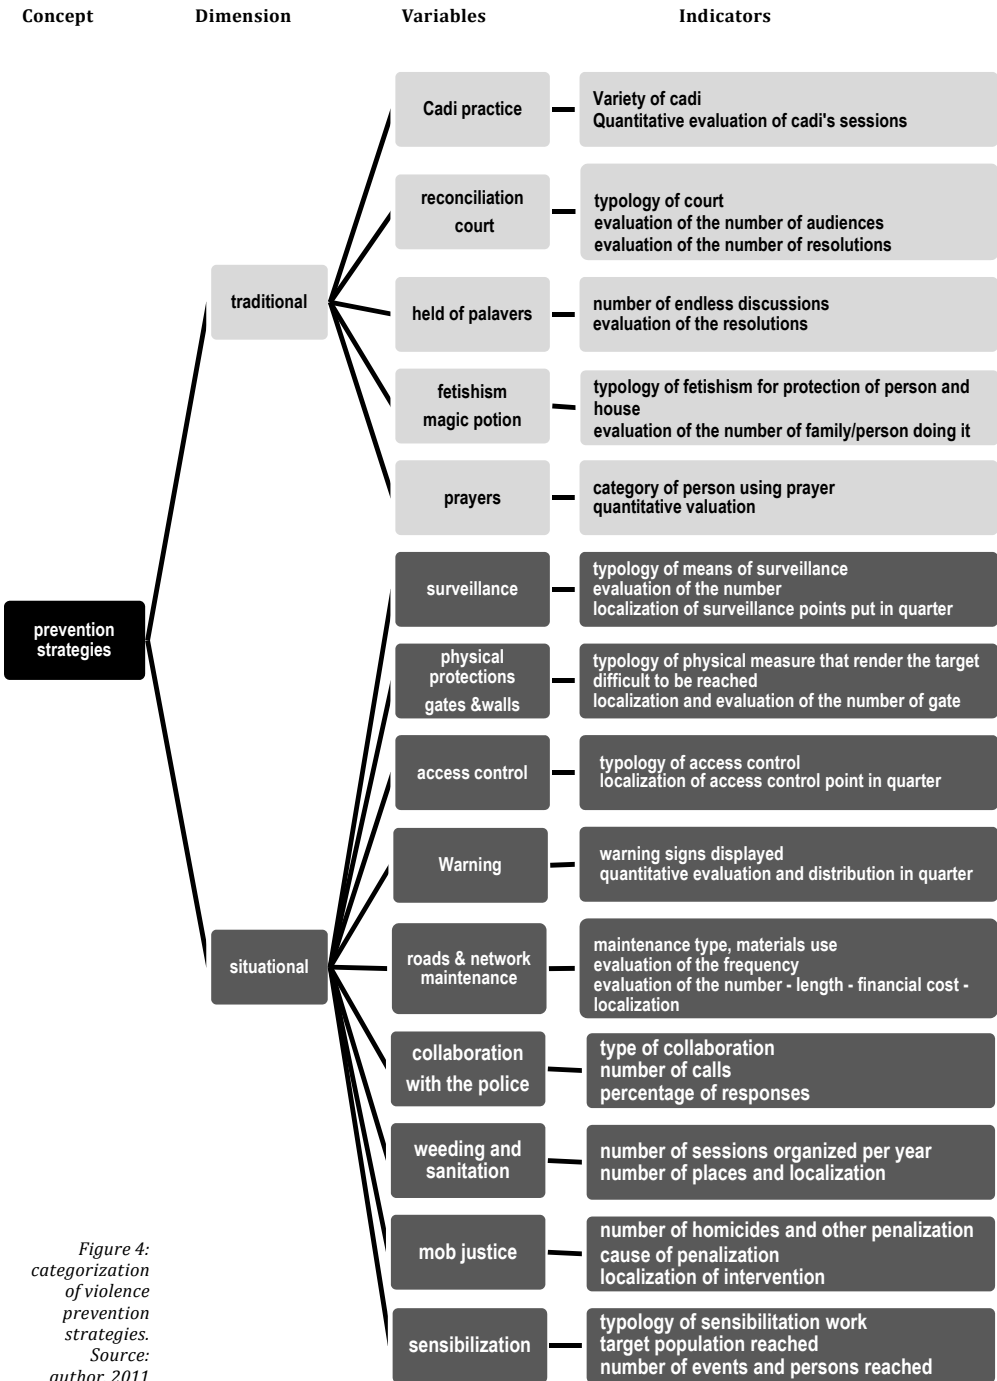 Concept Dimension Variables Indicators
Cadi practice
Variety of cadi
Quantitative evaluation of cadi's sessions
reconciliation
court
typology of court
evaluation of the number of audiences
evaluation of the number of resolutions
traditional
held of palavers
number of endless discussions
evaluation of the resolutions
fetishism
magic potion
typology of fetishism for protection of person and
house
evaluation of the number of family/person doing it
prayers
category of person using prayer
quantitative valuation
prevention
strategies
surveillance
typology of means of surveillance
evaluation of the number
localization of surveillance points put in quarter
physical
protections
gates &walls
typology of physical measure that render the target
difficult to be reached
localization and evaluation of the number of gate
access control
typology of access control
localization of access control point in quarter
Warning
warning signs displayed
quantitative evaluation and distribution in quarter
situational
roads & network
maintenance
maintenance type, materials use
evaluation of the frequency
evaluation of the number - length - financial cost -
localization
collaboration
with the police
type of collaboration
number of calls
percentage of responses
weeding and
sanitation
number of sessions organized per year
number of places and localization
mob justice
number of homicides and other penalization
cause of penalization
localization of intervention
sensibilization
typology of sensibilitation work
target population reached
number of events and persons reached
Figure 4:
categorization
of violence
prevention
strategies.
Source:
author, 2011